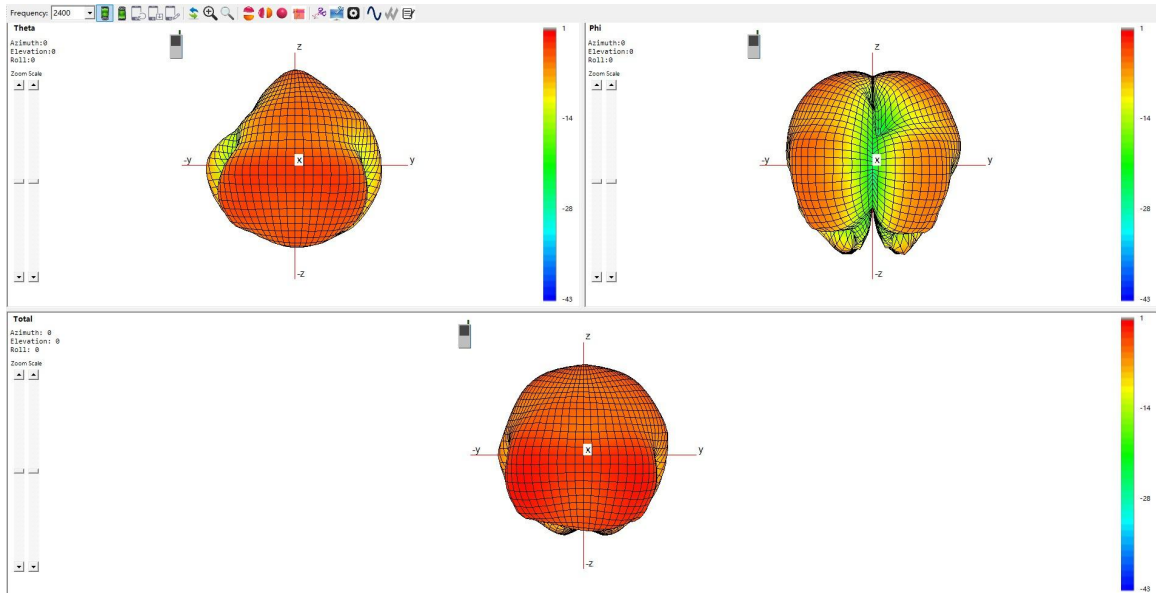 Frequency: 2400
Theta
Azimuth:0
Elevation:0
Roll:0
Zoom Scale
z
-y
x
y
-z
1
-14
-28
-43
Phi
Azimuth:0
Elevation:0
Roll:0
Zoom Scale
z
-y
x
y
-z
1
-14
-28
-43
Total
Azimuth: 0
Elevation: 0
Roll: 0
Zoom Scale
z
-y
x
y
-z
1
-14
-28
-43